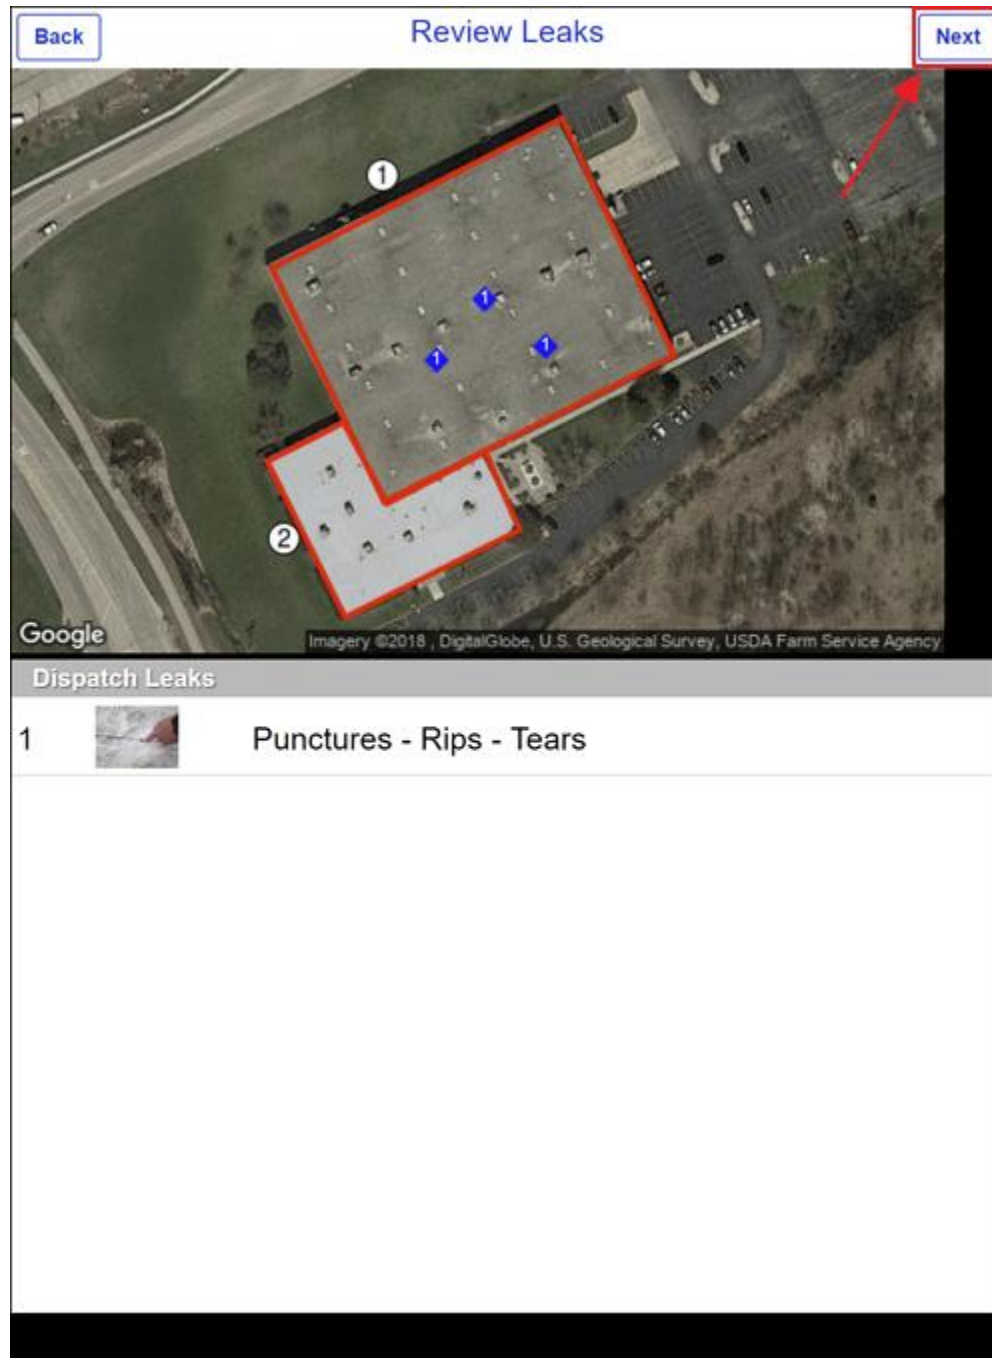 Back
Review Leaks
Next
1
1
1
1
2
Google
Imagery ©2018 , DigitalGlobe, U.S. Geological Survey, USDA Farm Service Agency
Dispatch Leaks
1 Punctures - Rips - Tears